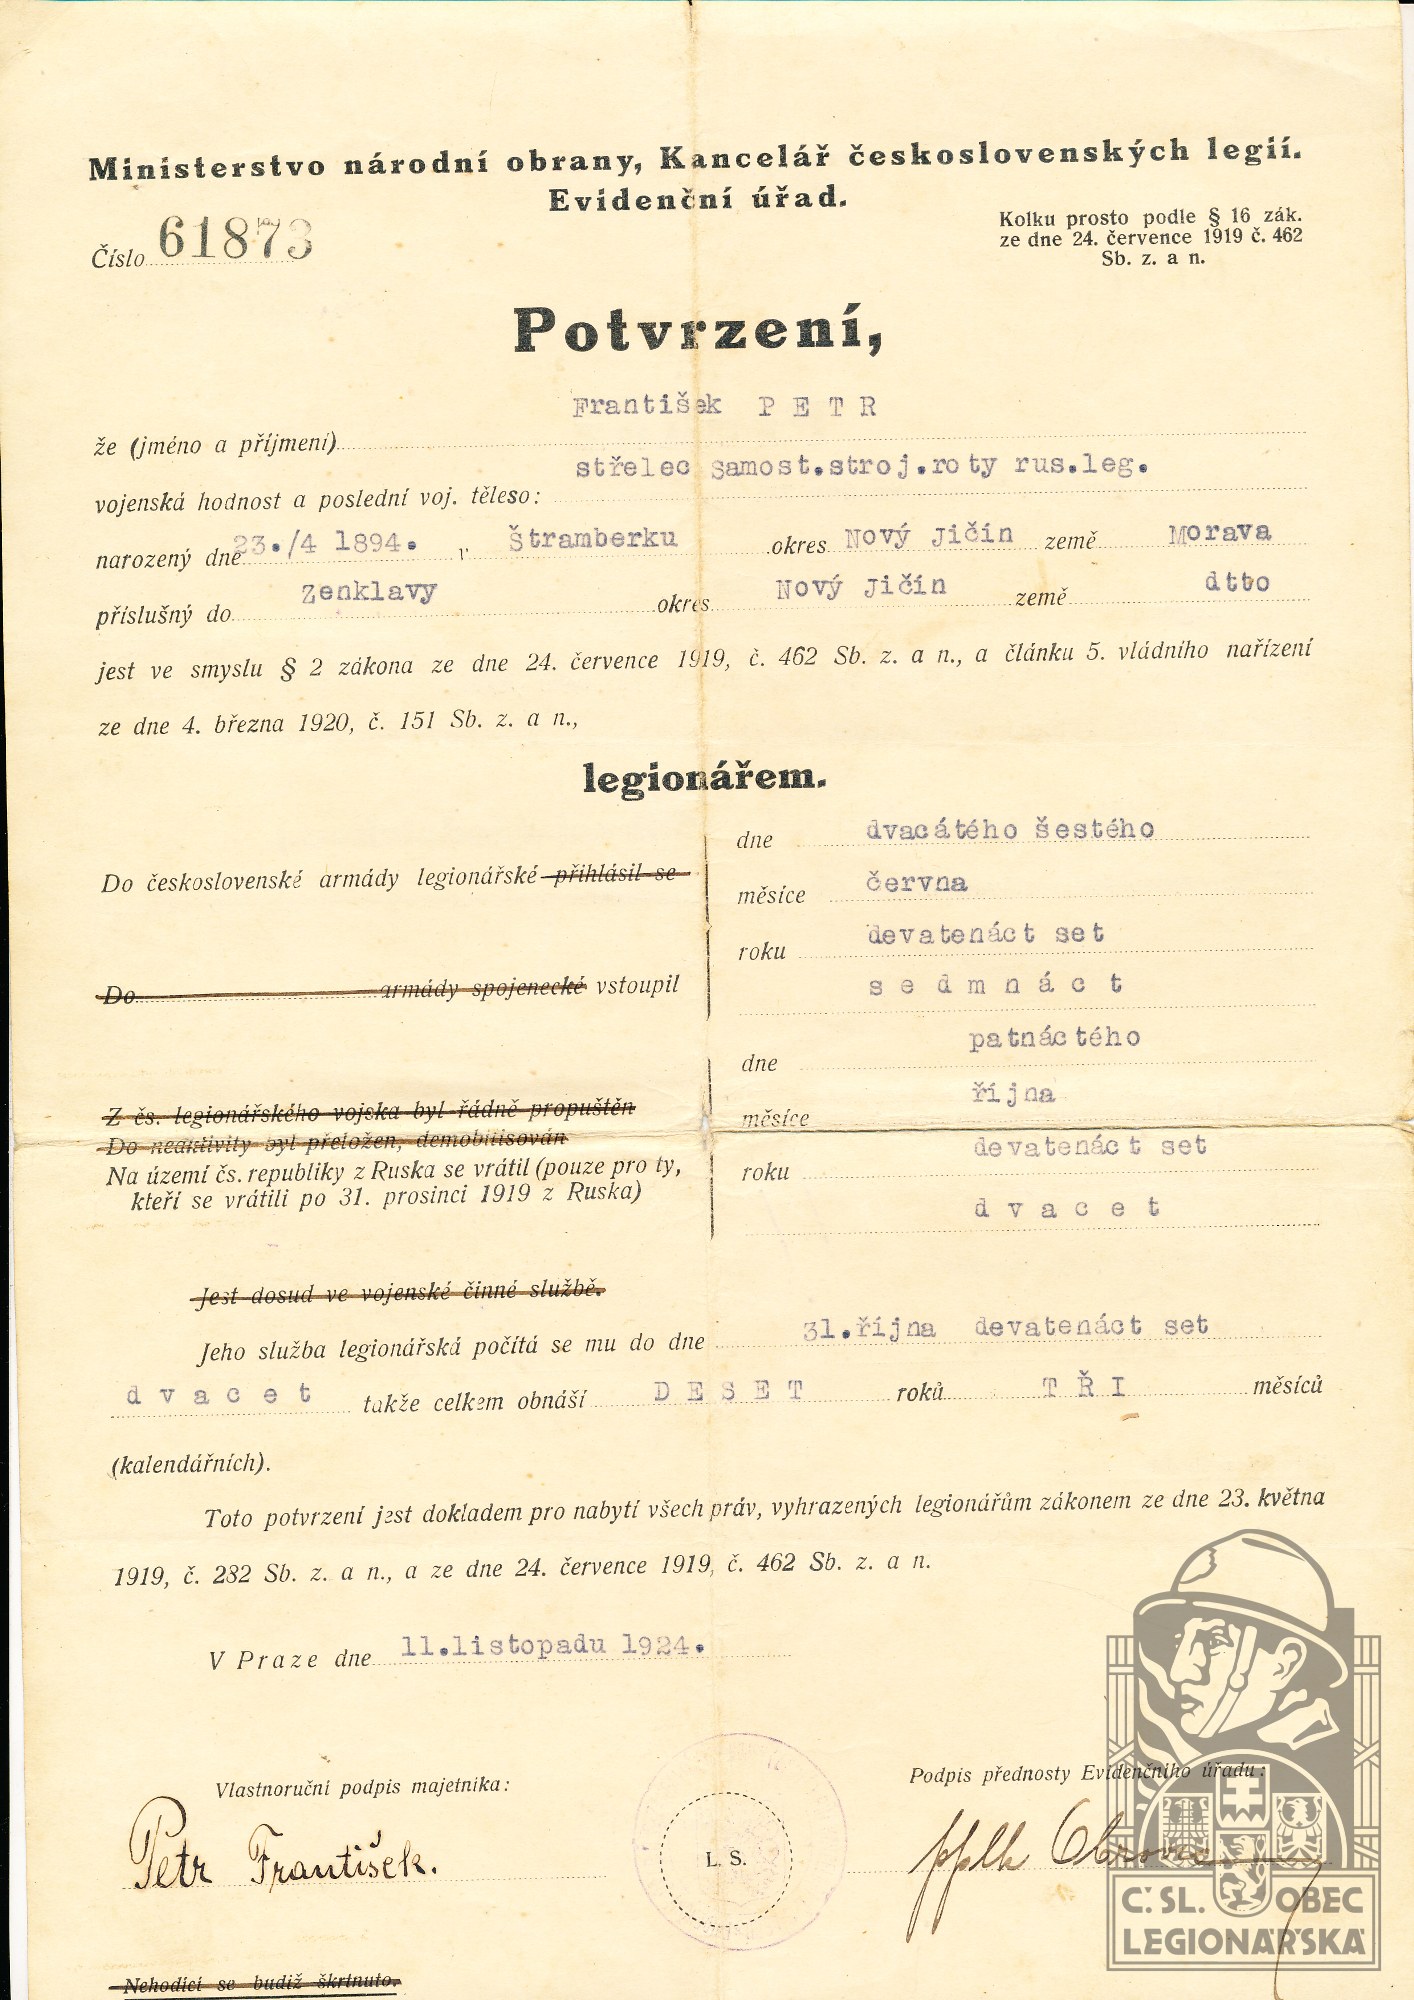 Ministerstvo národní obrany, Kancelář československých legií.
Evidenční úřad.
Číslo 61873
Kolku prosto podle § 16 zák.
ze dne 24. července 1919 č. 462
Sb. z. a n.
Potvrzení,
František PETR
že (jméno a příjmení)
střelec samost.stroj.roty rus.leg.
vojenská hodnost a poslední voj. těleso:
narozený dne 23./4 1894. v Štramberku okres Nový Jičín země Morava
příslušný do Zenklavy okres Nový Jičín země dtto
jest ve smyslu § 2 zákona ze dne 24. července 1919, č. 462 Sb. z. a n., a článku 5. vládního nařízení
ze dne 4. března 1920, č. 151 Sb. z. a n.,
legionářem.
dne dvacátého šestého
Do československé armády legionářské přihlásil se
měsíce června
roku devatenáct set
Do armády spojenecké vstoupil
sedmnáct
dne patnáctého
Z čs. legionářského vojska byl řádně propuštěn
měsíce října
Do neaktivity byl přeložen, demobilisován
Na území čs. republiky z Ruska se vrátil (pouze pro ty,
roku devatenáct set
kteří se vrátili po 31. prosinci 1919 z Ruska)
dvacet
Jest dosud ve vojenské činné službě.
Jeho služba legionářská počítá se mu do dne 31.října devatenáct set
dvacet takže celkem obnáší DESET roků TŘI měsíců
(kalendářních).
Toto potvrzení jest dokladem pro nabytí všech práv, vyhrazených legionářům zákonem ze dne 23. května
1919, č. 282 Sb. z. a n., a ze dne 24. července 1919, č. 462 Sb. z. a n.
V Praze dne 11.listopadu 1924.
Vlastnoruční podpis majetníka:
Podpis přednosty Evidenčního úřadu:
Petr František.
L. S.
pplk
Č.SL. OBEC
LEGIONÁŘSKÁ
Nehodící se budiž škrtnuto.